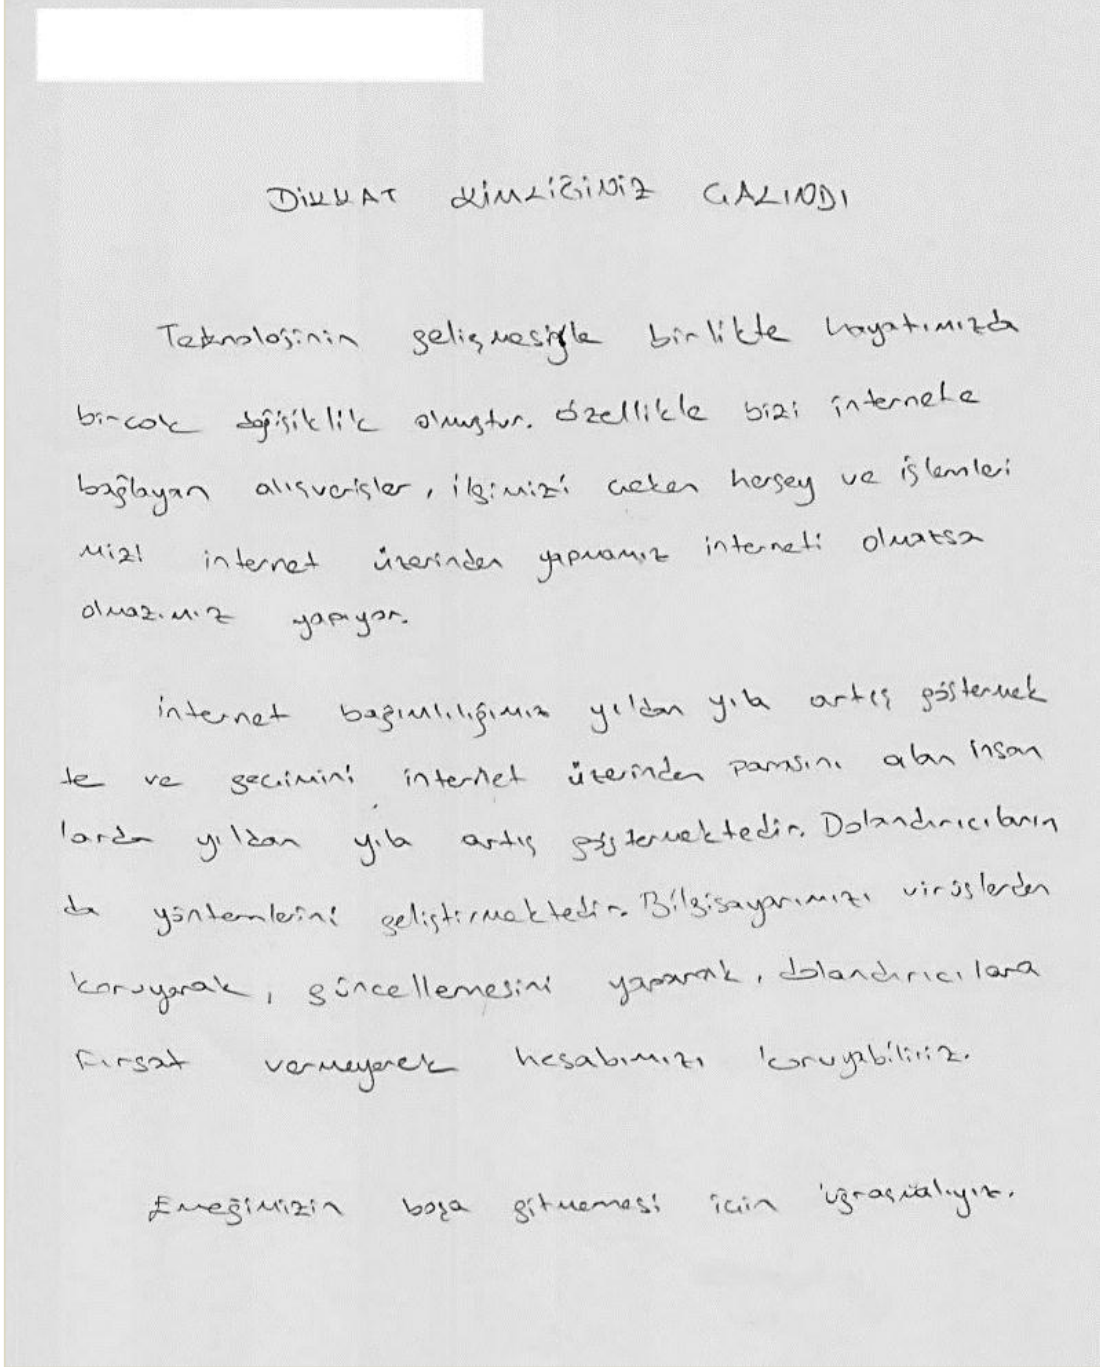 DİKKAT KİMLİĞİNİZ ÇALINDI
Teknolojinin gelişmesiyle birlikte hayatımızda
birçok değişiklik olmuştur. Özellikle bizi internete
bağlayan alışverişler, ilgimizi çeken herşey ve işlemleri
mizi internet üzerinden yapmamız interneti olmazsa
olmazımız yapıyor.
internet bağımlılığımız yıldan yıla artış göstermek
te ve geçimini internet üzerinden parasını alan insan
larda yıldan yıla artış göstermektedir. Dolandırıcıların
da yöntemlerini geliştirmektedir. Bilgisayarımızı virüslerden
koruyarak, güncellemesini yaparak, dolandırıcılara
fırsat vermeyerek hesabımızı koruyabiliriz.
Emeğimizin boşa gitmemesi için uğraşmalıyız.